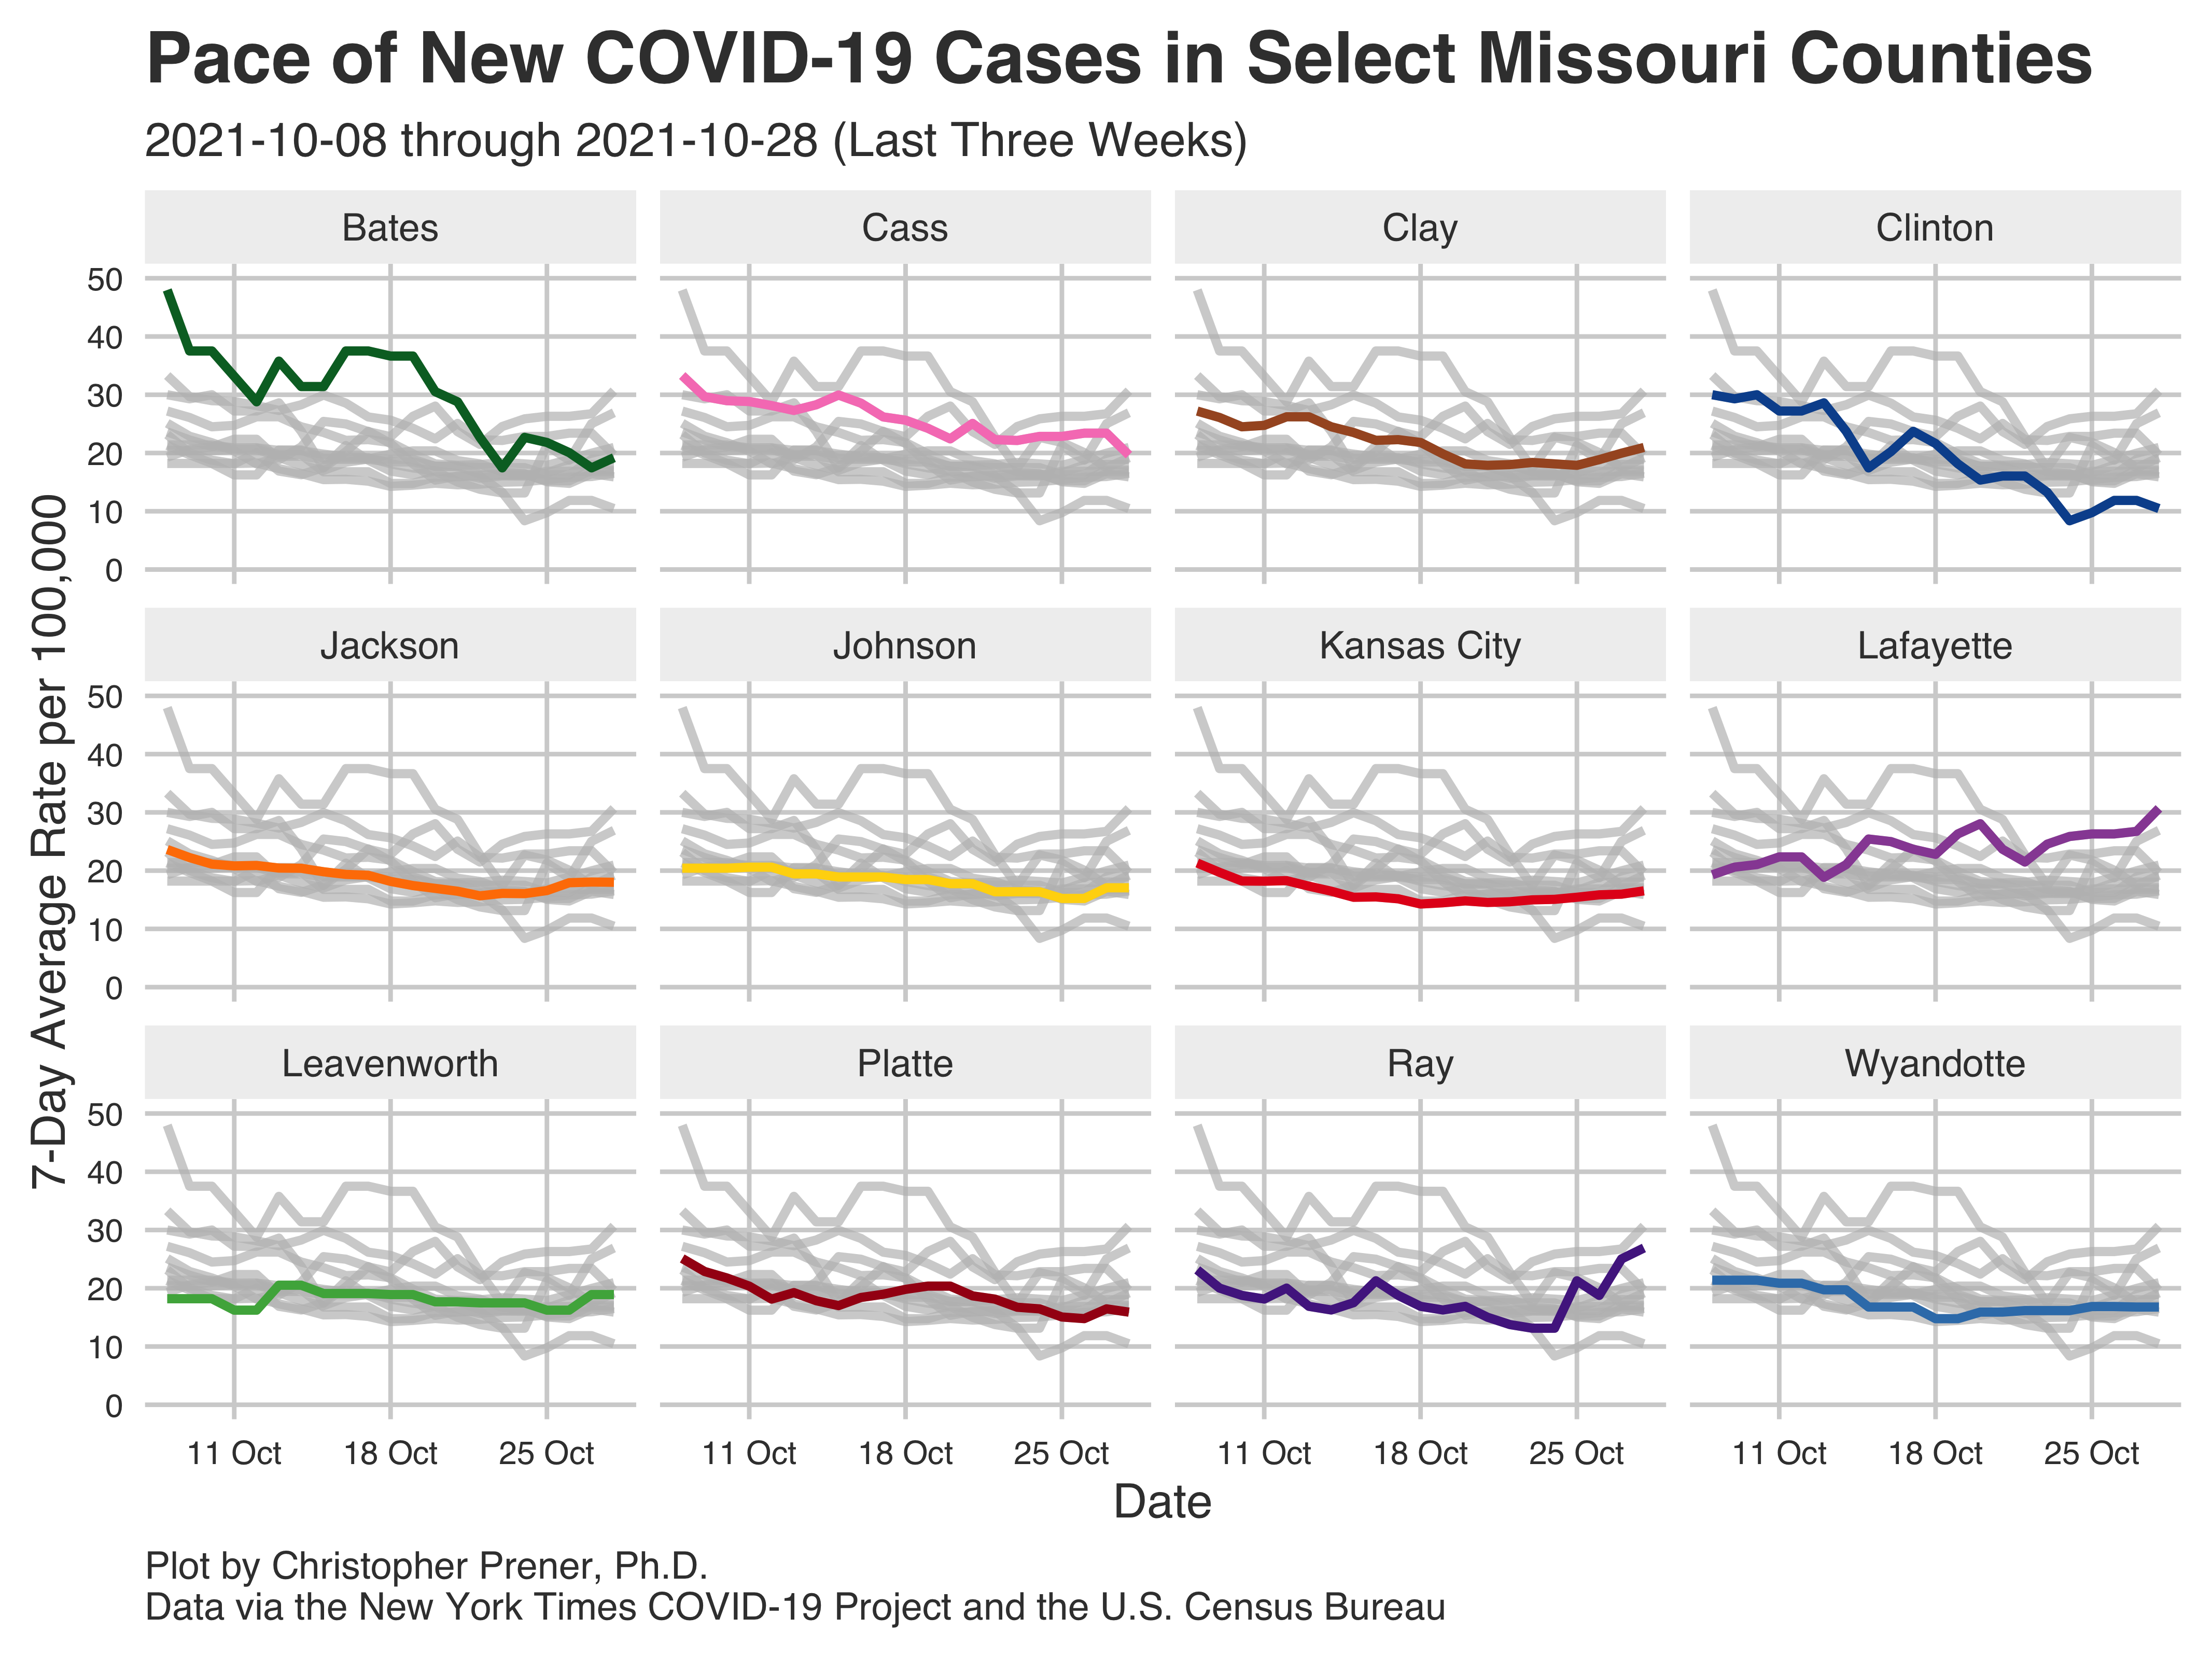 Pace of New COVID-19 Cases in Select Missouri Counties
2021-10-08 through 2021-10-28 (Last Three Weeks)
7-Day Average Rate per 100,000
Bates
Cass
Clay
Clinton
50
40
30
20
10
0
Jackson
Johnson
Kansas City
Lafayette
50
40
30
20
10
0
Leavenworth
Platte
Ray
Wyandotte
50
40
30
20
10
0
11 Oct
18 Oct
25 Oct
11 Oct
18 Oct
25 Oct
11 Oct
18 Oct
25 Oct
11 Oct
18 Oct
25 Oct
Date
Plot by Christopher Prener, Ph.D.
Data via the New York Times COVID-19 Project and the U.S. Census Bureau